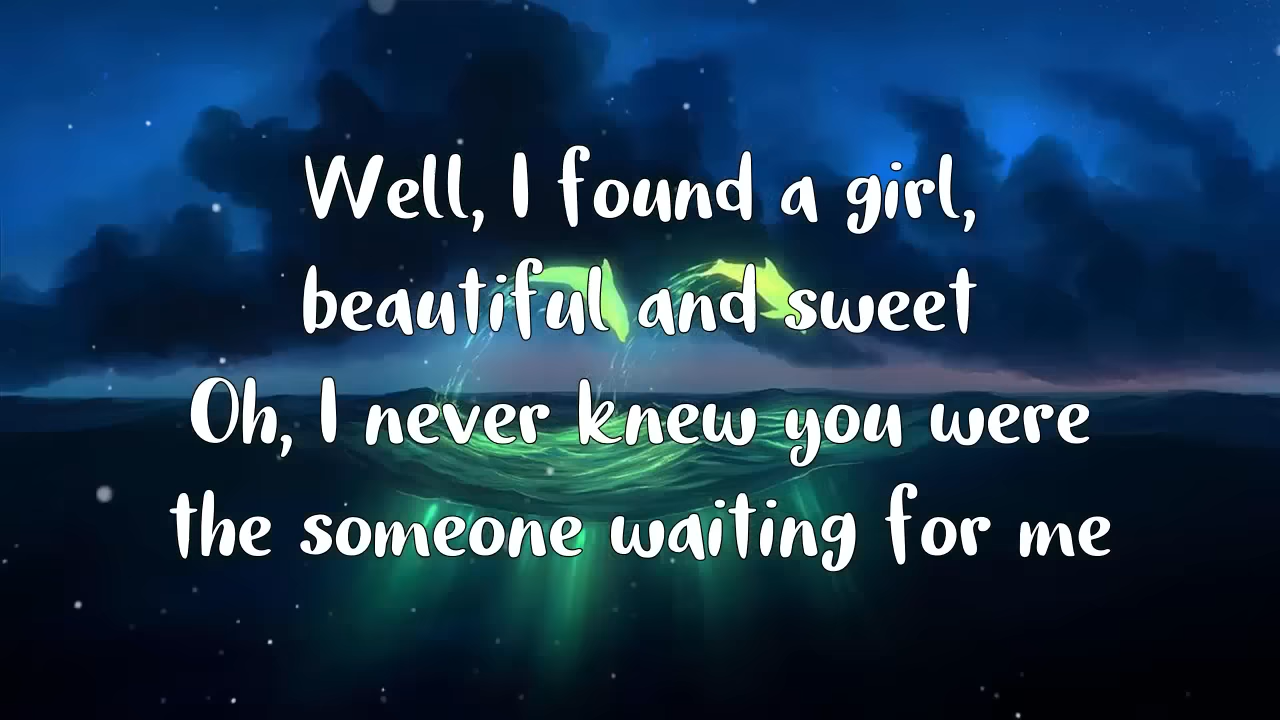 Well, I found a girl,
beautiful and sweet
Oh, I never knew you were
the someone waiting for me